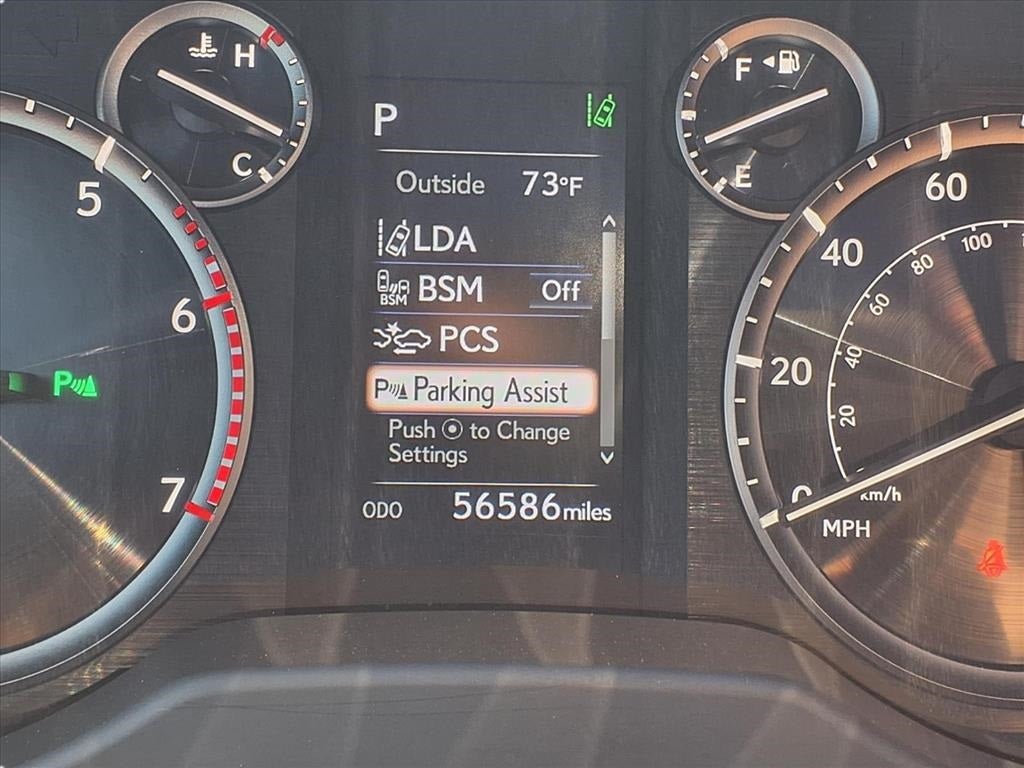 H
C
F
E
5
6
7
P
P
Outside 73°F
LDA
BSM BSM Off
PCS
P Parking Assist
Push to Change
Settings
ODO 56586 miles
60
40
20
0
MPH
100
80
60
40
20
km/h